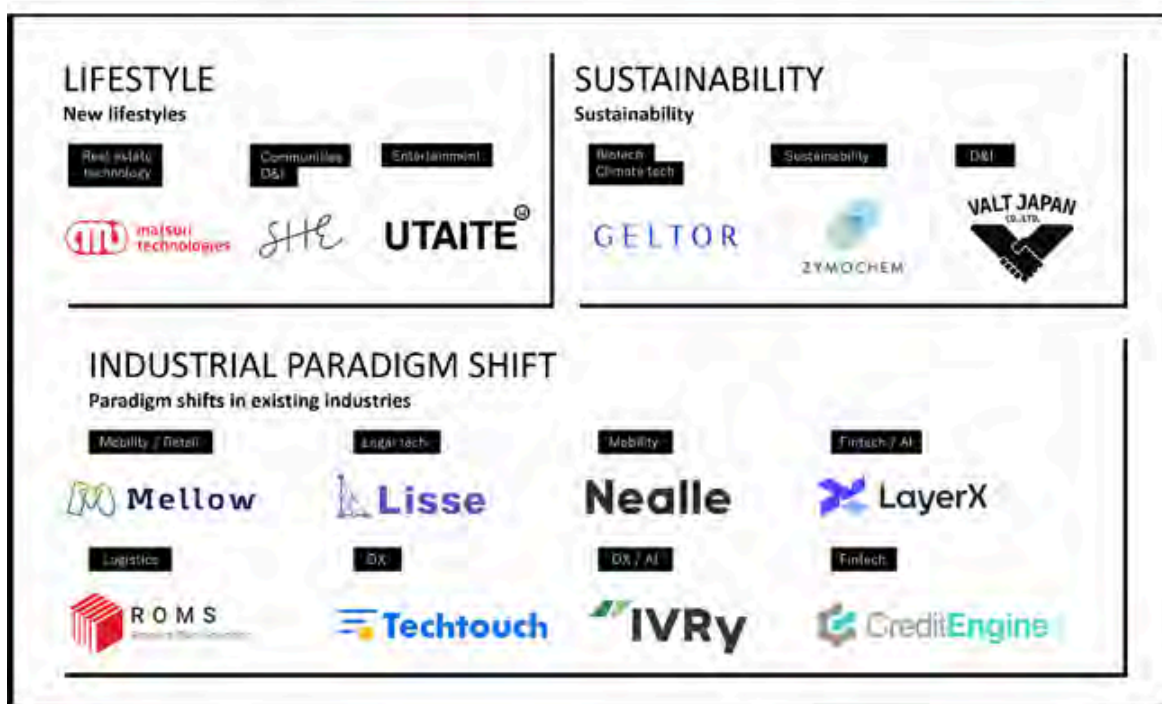 LIFESTYLE
New lifestyles
Real estate
technology
Communities
D&I
Entertainment
matsuri
technologies
SHE
UTAITE
SUSTAINABILITY
Sustainability
Biotech
Climate tech
Sustainability
D&I
GELTOR
ZYMOCHEM
VALT JAPAN
CO.,LTD.
INDUSTRIAL PARADIGM SHIFT
Paradigm shifts in existing industries
Mobility / Retail
Legal tech
Mobility
Fintech / AI
Mellow
Lisse
Nealle
LayerX
Logistics
DX
DX / AI
Fintech
ROMS
Techtouch
IVRy
CreditEngine